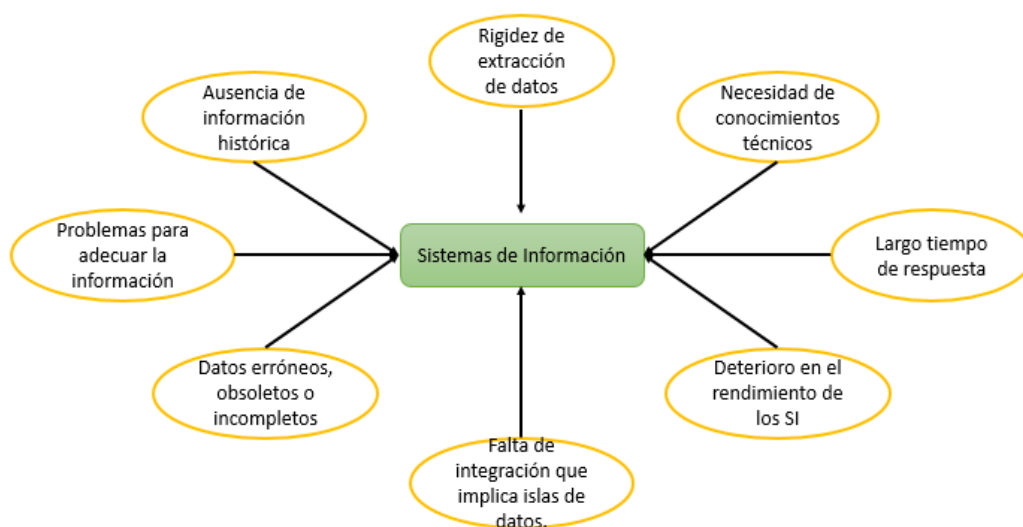 Rigidez de
extracción
de datos
Ausencia de
información
histórica
Necesidad de
conocimientos
técnicos
Problemas para
adecuar la
información
Sistemas de Información
Largo tiempo
de respuesta
Datos erróneos,
obsoletos o
incompletos
Deterioro en el
rendimiento de
los SI
Falta de
integración que
implica islas de
datos.